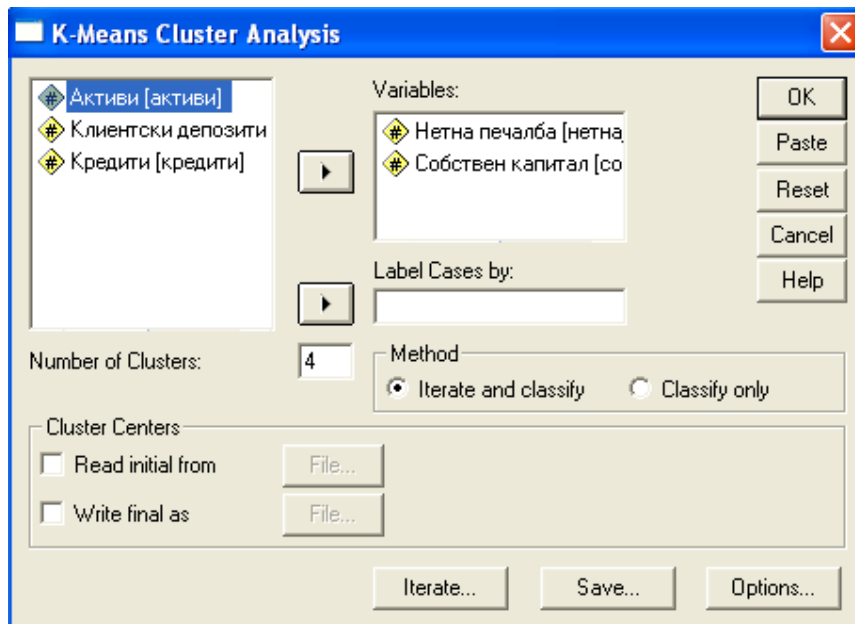 K-Means Cluster Analysis
Активи [активи]
Клиентски депозити
Кредити [кредити]
Variables:
Нетна печалба [нетна_
Собствен капитал [со
Label Cases by:
OK
Paste
Reset
Cancel
Help
Number of Clusters:
4
Method
Iterate and classify
Classify only
Cluster Centers
Read initial from
File...
Write final as
File...
Iterate...
Save...
Options...